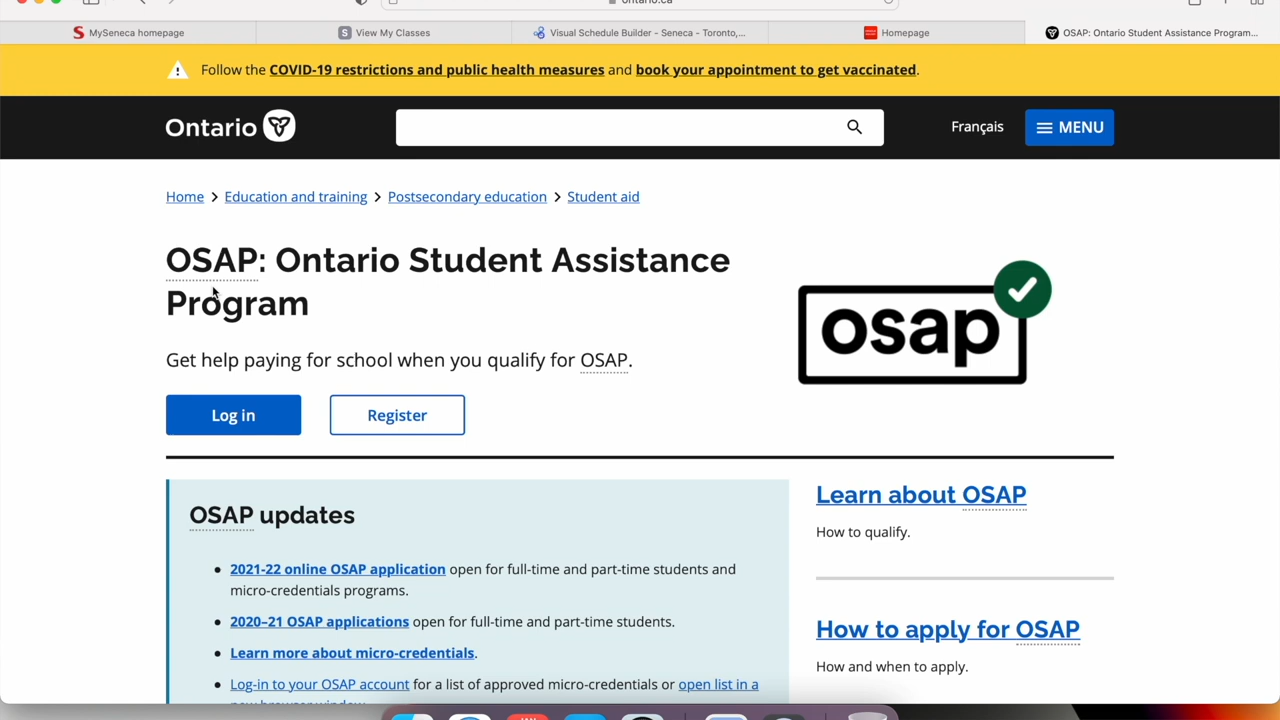 ontario.ca
MySeneca homepage
View My Classes
Visual Schedule Builder - Seneca - Toronto,...
Homepage
OSAP: Ontario Student Assistance Program...
Follow the COVID-19 restrictions and public health measures and book your appointment to get vaccinated.
Ontario
Français
MENU
Home > Education and training > Postsecondary education > Student aid
OSAP: Ontario Student Assistance
Program
osap
Get help paying for school when you qualify for OSAP.
Log in
Register
OSAP updates
• 2021-22 online OSAP application open for full-time and part-time students and
micro-credentials programs.
• 2020–21 OSAP applications open for full-time and part-time students.
• Learn more about micro-credentials.
• Log-in to your OSAP account for a list of approved micro-credentials or open list in a
new browser window
Learn about OSAP
How to qualify.
How to apply for OSAP
How and when to apply.